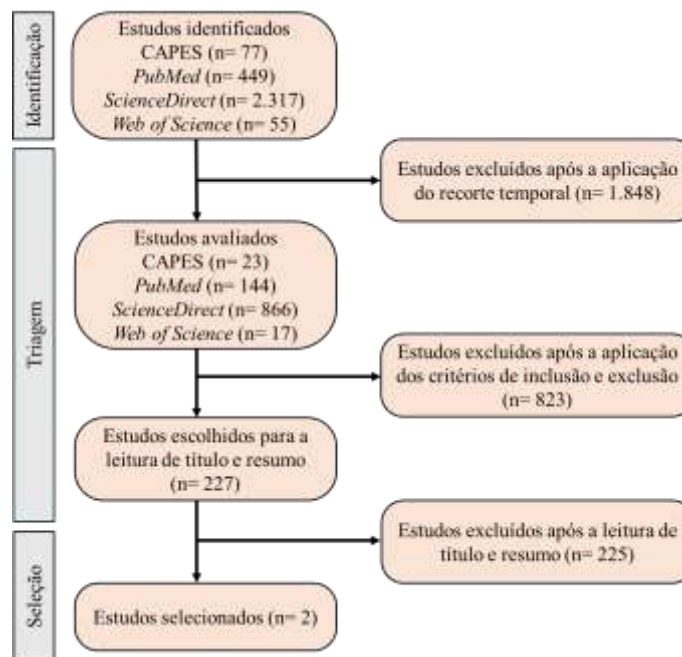 Identificação
Estudos identificados
CAPES (n= 77)
PubMed (n= 449)
ScienceDirect (n= 2.317)
Web of Science (n= 55)
Triagem
Estudos excluídos após a aplicação
do recorte temporal (n= 1.848)
Estudos avaliados
CAPES (n= 23)
PubMed (n= 144)
ScienceDirect (n= 866)
Web of Science (n= 17)
Estudos excluídos após a aplicação
dos critérios de inclusão e exclusão
(n= 823)
Estudos escolhidos para a
leitura de título e resumo
(n= 227)
Estudos excluídos após a leitura de
título e resumo (n= 225)
Seleção
Estudos selecionados (n= 2)